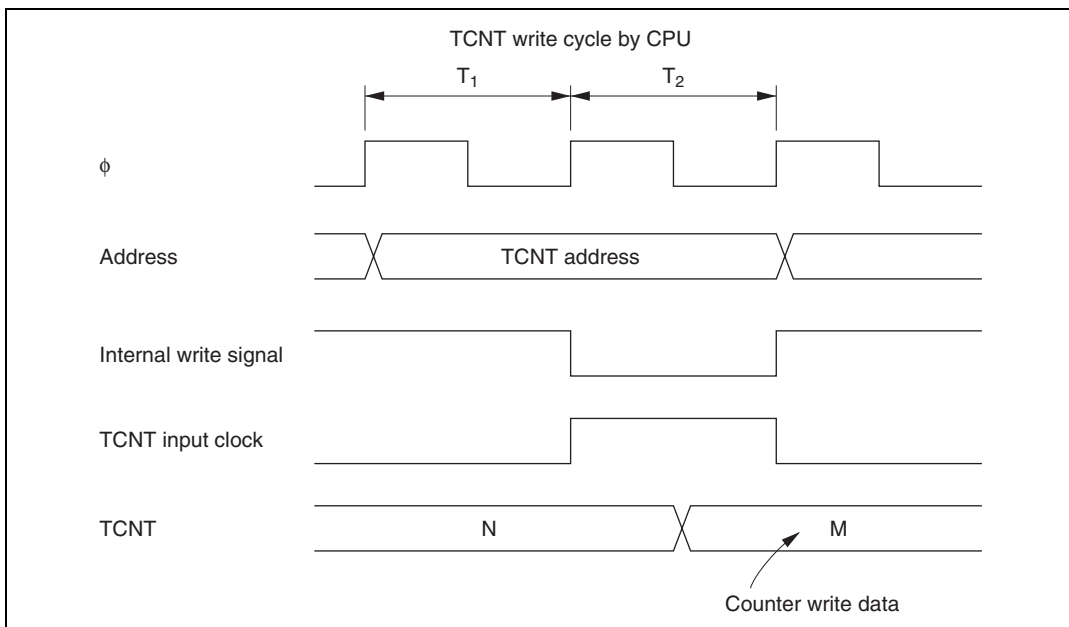 TCNT write cycle by CPU
T1 T2
ϕ
Address TCNT address
Internal write signal
TCNT input clock
TCNT N M
Counter write data